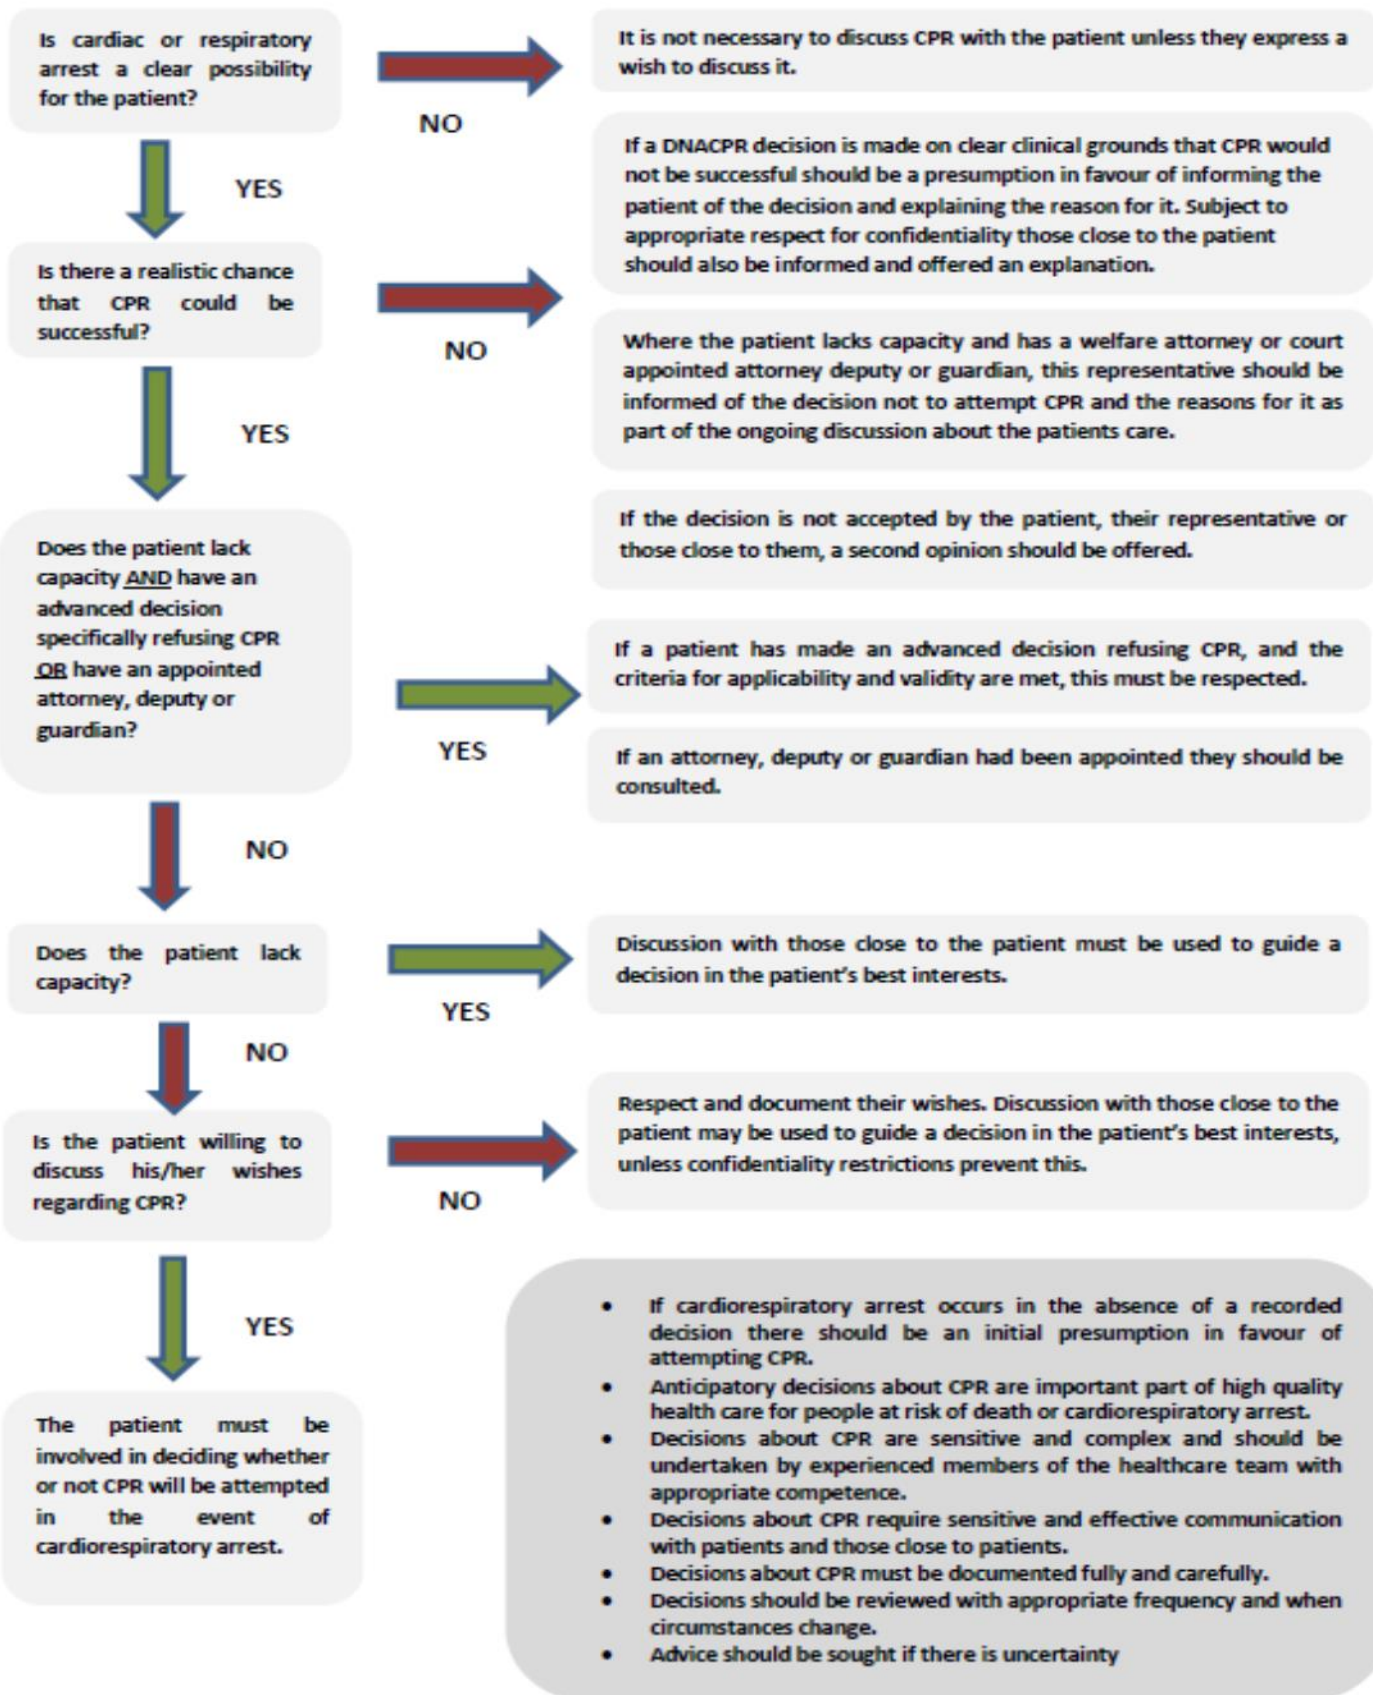 Is cardiac or respiratory
arrest a clear possibility
for the patient?
NO
It is not necessary to discuss CPR with the patient unless they express a
wish to discuss it.
YES
Is there a realistic chance
that CPR could be
successful?
NO
If a DNACPR decision is made on clear clinical grounds that CPR would
not be successful should be a presumption in favour of informing the
patient of the decision and explaining the reason for it. Subject to
appropriate respect for confidentiality those close to the patient
should also be informed and offered an explanation.
Where the patient lacks capacity and has a welfare attorney or court
appointed attorney deputy or guardian, this representative should be
informed of the decision not to attempt CPR and the reasons for it as
part of the ongoing discussion about the patients care.
If the decision is not accepted by the patient, their representative or
those close to them, a second opinion should be offered.
YES
Does the patient lack
capacity AND have an
advanced decision
specifically refusing CPR
OR have an appointed
attorney, deputy or
guardian?
YES
If a patient has made an advanced decision refusing CPR, and the
criteria for applicability and validity are met, this must be respected.
If an attorney, deputy or guardian had been appointed they should be
consulted.
NO
Does the patient lack
capacity?
YES
Discussion with those close to the patient must be used to guide a
decision in the patient's best interests.
NO
Is the patient willing to
discuss his/her wishes
regarding CPR?
NO
Respect and document their wishes. Discussion with those close to the
patient may be used to guide a decision in the patient's best interests,
unless confidentiality restrictions prevent this.
YES
The patient must be
involved in deciding whether
or not CPR will be attempted
in the event of
cardiorespiratory arrest.
• If cardiorespiratory arrest occurs in the absence of a recorded
decision there should be an initial presumption in favour of
attempting CPR.
• Anticipatory decisions about CPR are important part of high quality
health care for people at risk of death or cardiorespiratory arrest.
• Decisions about CPR are sensitive and complex and should be
undertaken by experienced members of the healthcare team with
appropriate competence.
• Decisions about CPR require sensitive and effective communication
with patients and those close to patients.
• Decisions about CPR must be documented fully and carefully.
• Decisions should be reviewed with appropriate frequency and when
circumstances change.
• Advice should be sought if there is uncertainty